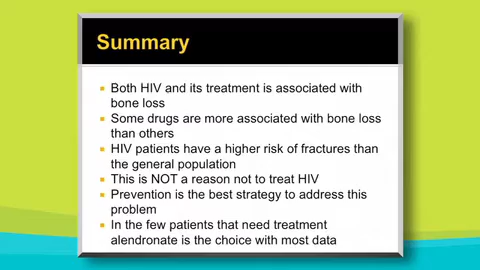 Summary
Both HIV and its treatment is associated with
bone loss
Some drugs are more associated with bone loss
than others
HIV patients have a higher risk of fractures than
the general population
This is NOT a reason not to treat HIV
Prevention is the best strategy to address this
problem
In the few patients that need treatment
alendronate is the choice with most data